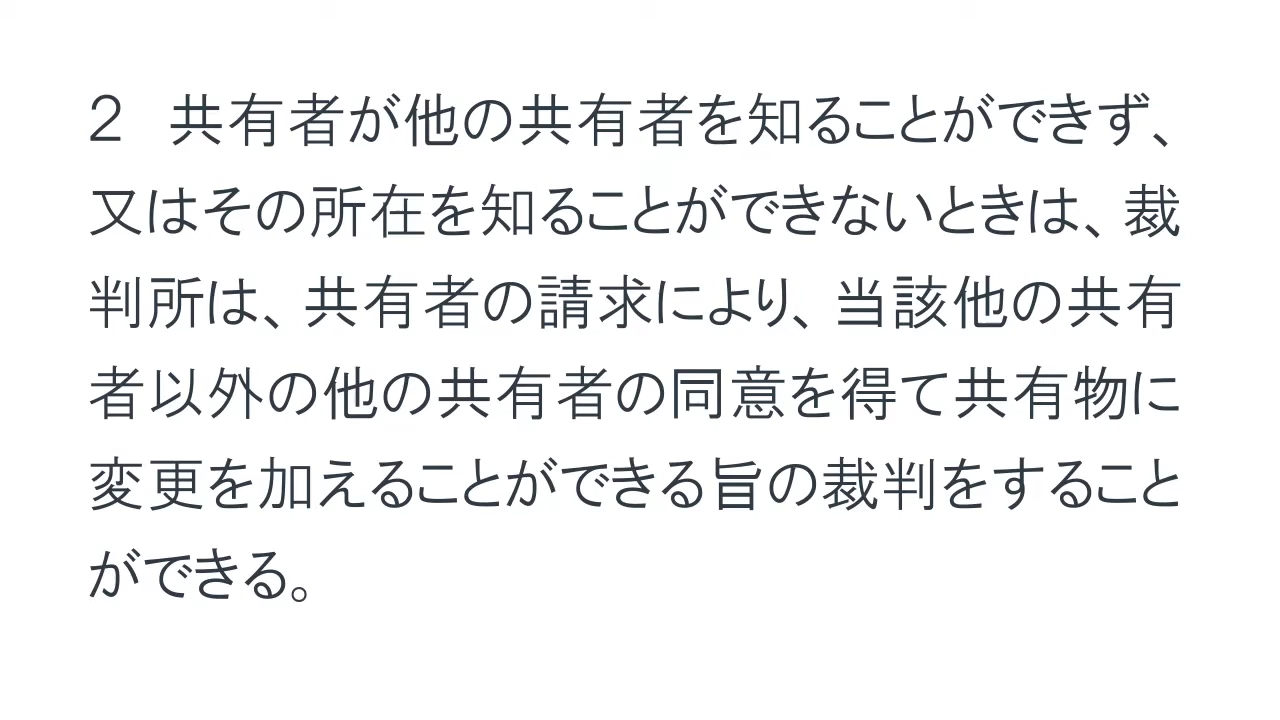 ２　共有者が他の共有者を知ることができず、
又はその所在を知ることができないときは、裁
判所は、共有者の請求により、当該他の共有
者以外の他の共有者の同意を得て共有物に
変更を加えることができる旨の裁判をすること
ができる。